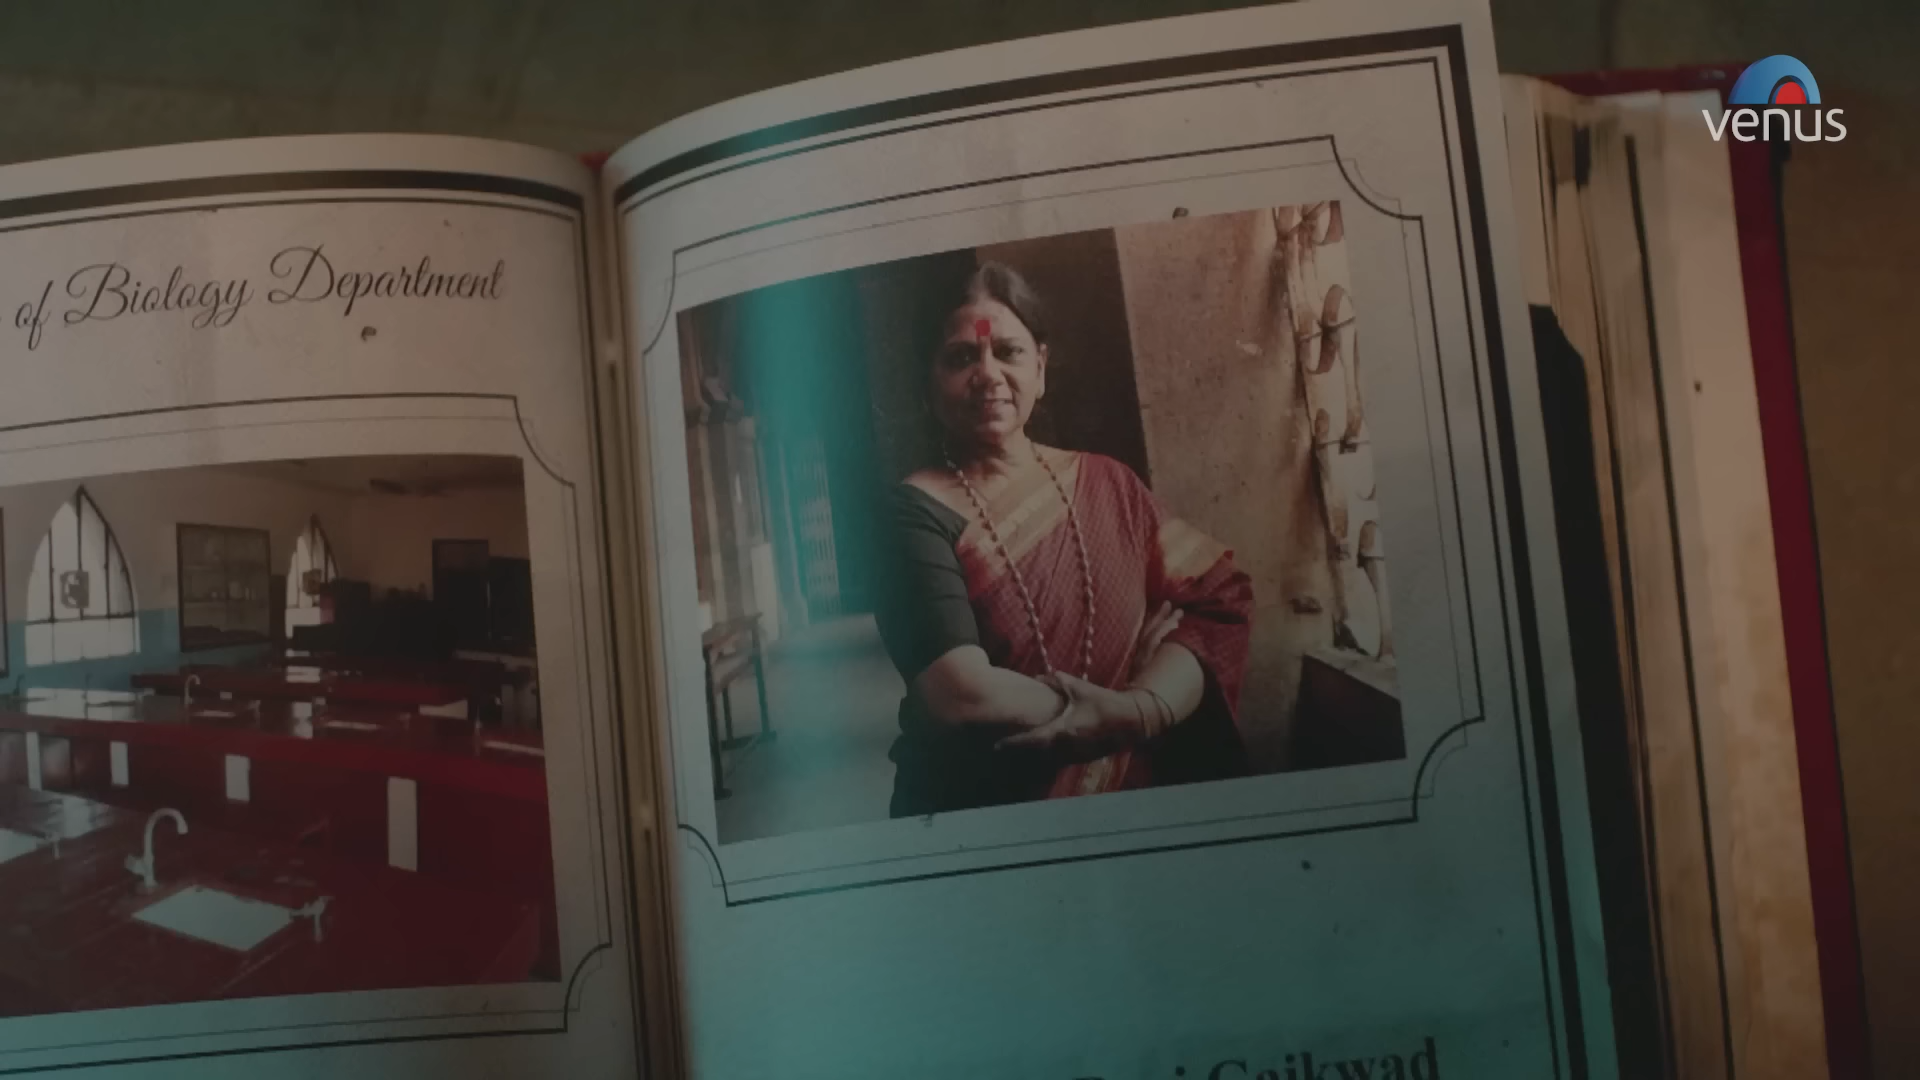 of Biology Department
venus
Gaikwad